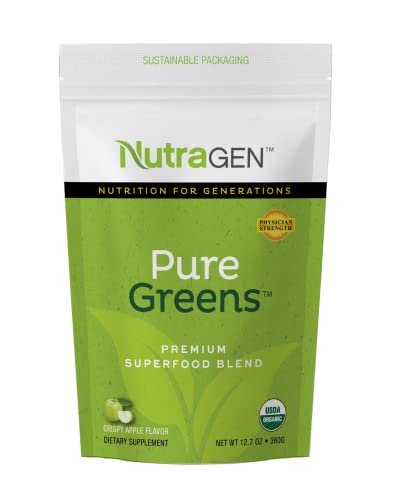 SUSTAINABLE PACKAGING
NutraGEN™
NUTRITION FOR GENERATIONS
PHYSICIAN
STRENGTH
Pure
Greens™
PREMIUM
SUPERFOOD BLEND
CRISPY APPLE FLAVOR
DIETARY SUPPLEMENT
USDA
ORGANIC
NET WT 12.7 OZ • 360G